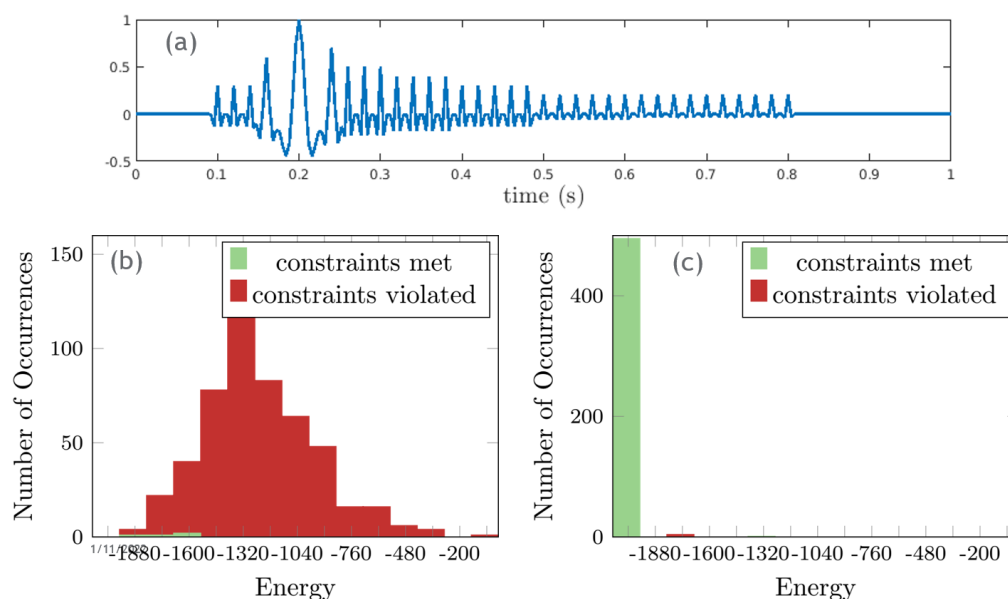 (a)
1
0.5
0
-0.5
0 0.1 0.2 0.3 0.4 0.5 0.6 0.7 0.8 0.9 1
time (s)
(b)
constraints met
constraints violated
Number of Occurrences
150
100
50
0
-1880 -1600 -1320 -1040 -760 -480 -200
Energy
(c)
constraints met
constraints violated
Number of Occurrences
400
200
0
-1880 -1600 -1320 -1040 -760 -480 -200
Energy